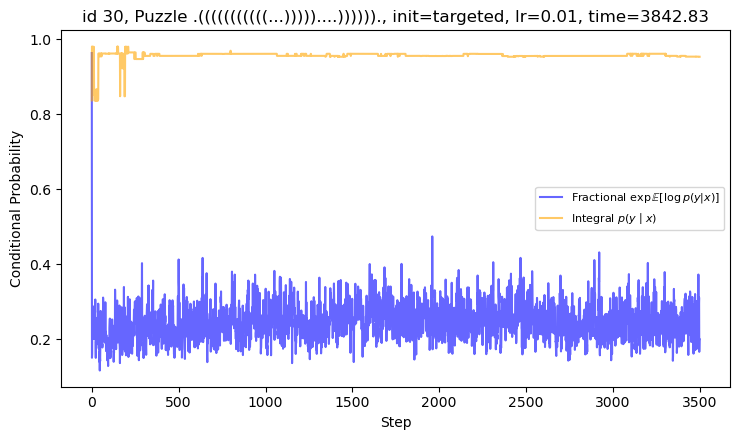 id 30, Puzzle .(((((((((((...)))))....))))))., init=targeted, lr=0.01, time=3842.83
1.0
0.8
0.6
0.4
0.2
Conditional Probability
Fractional exp𝔼[log p(y|x)]
Integral p(y | x)
0 500 1000 1500 2000 2500 3000 3500
Step